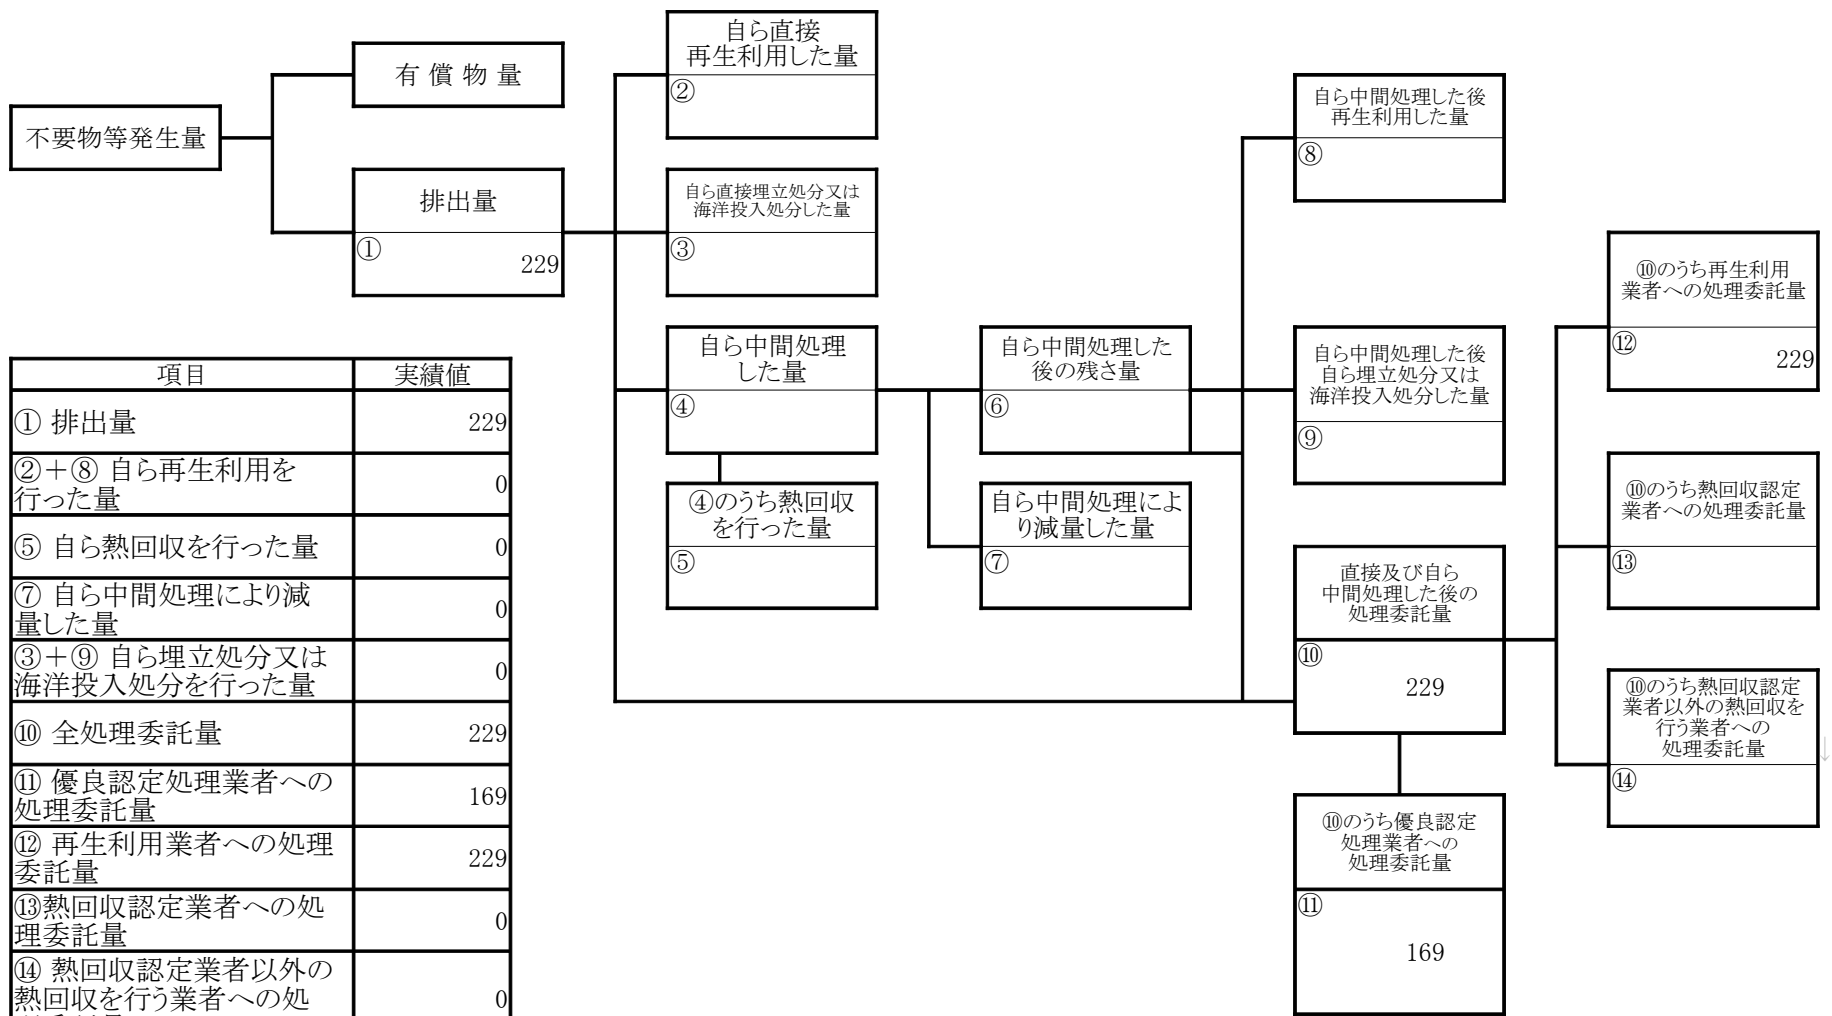 不要物等発生量
有 償 物 量
排出量
①
229
自ら直接
再生利用した量
②
自ら直接埋立処分又は
海洋投入処分した量
③
自ら中間処理
した量
④
④のうち熱回収
を行った量
⑤
自ら中間処理した
後の残さ量
⑥
自ら中間処理によ
り減量した量
⑦
自ら中間処理した後
再生利用した量
⑧
自ら中間処理した後
自ら埋立処分又は
海洋投入処分した量
⑨
直接及び自ら
中間処理した後の
処理委託量
⑩
229
⑩のうち優良認定
処理業者への
処理委託量
⑪
169
⑩のうち再生利用
業者への処理委託量
⑫
229
⑩のうち熱回収認定
業者への処理委託量
⑬
⑩のうち熱回収認定
業者以外の熱回収を
行う業者への
処理委託量
⑭
↓
項目 実績値
① 排出量 229
②＋⑧ 自ら再生利用を
行った量 0
⑤ 自ら熱回収を行った量 0
⑦ 自ら中間処理により減
量した量 0
③＋⑨ 自ら埋立処分又は
海洋投入処分を行った量 0
⑩ 全処理委託量 229
⑪ 優良認定処理業者への
処理委託量 169
⑫ 再生利用業者への処理
委託量 229
⑬熱回収認定業者への処
理委託量 0
⑭ 熱回収認定業者以外の
熱回収を行う業者への処 0